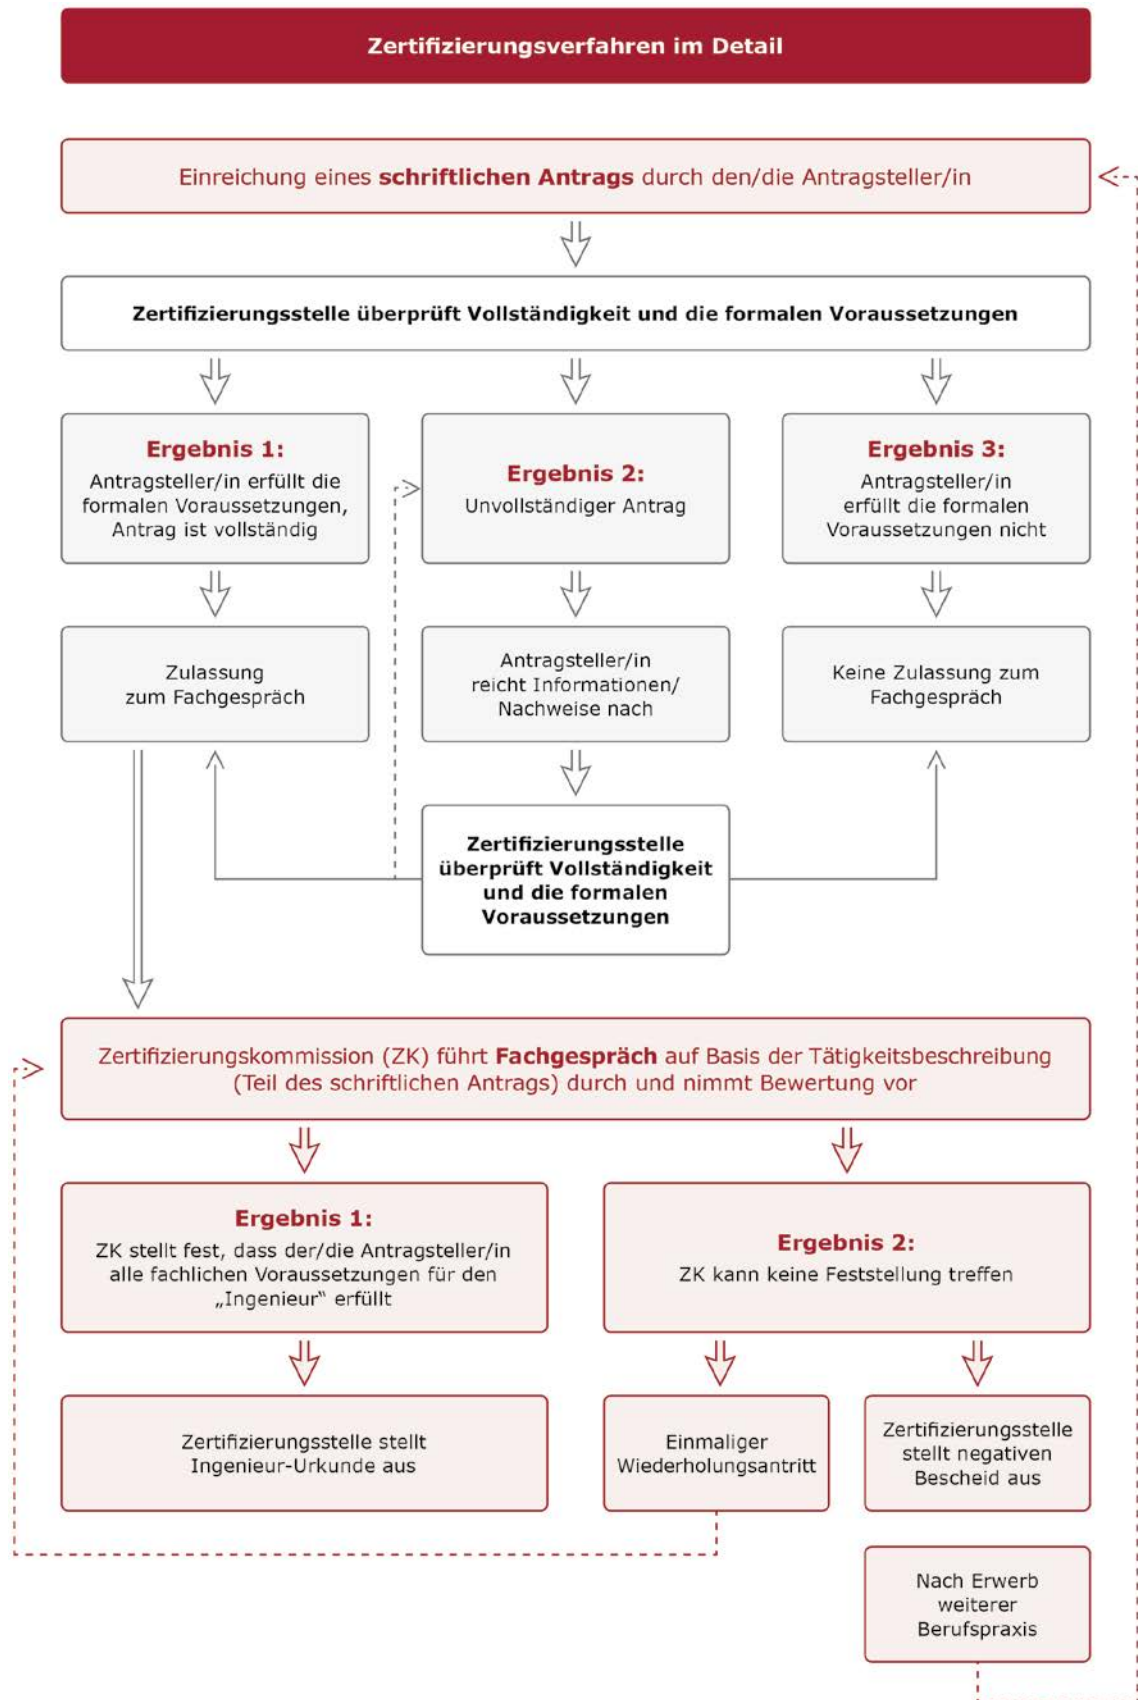 Zertifizierungsverfahren im Detail
Einreichung eines schriftlichen Antrags durch den/die Antragsteller/in
Zertifizierungsstelle überprüft Vollständigkeit und die formalen Voraussetzungen
Ergebnis 1:
Antragsteller/in erfüllt die
formalen Voraussetzungen,
Antrag ist vollständig
Ergebnis 2:
Unvollständiger Antrag
Ergebnis 3:
Antragsteller/in
erfüllt die formalen
Voraussetzungen nicht
Zulassung
zum Fachgespräch
Antragsteller/in
reicht Informationen/
Nachweise nach
Keine Zulassung zum
Fachgespräch
Zertifizierungsstelle
überprüft Vollständigkeit
und die formalen
Voraussetzungen
Zertifizierungskommission (ZK) führt Fachgespräch auf Basis der Tätigkeitsbeschreibung
(Teil des schriftlichen Antrags) durch und nimmt Bewertung vor
Ergebnis 1:
ZK stellt fest, dass der/die Antragsteller/in
alle fachlichen Voraussetzungen für den
„Ingenieur“ erfüllt
Ergebnis 2:
ZK kann keine Feststellung treffen
Zertifizierungsstelle stellt
Ingenieur-Urkunde aus
Einmaliger
Wiederholungsantritt
Zertifizierungsstelle
stellt negativen
Bescheid aus
Nach Erwerb
weiterer
Berufspraxis